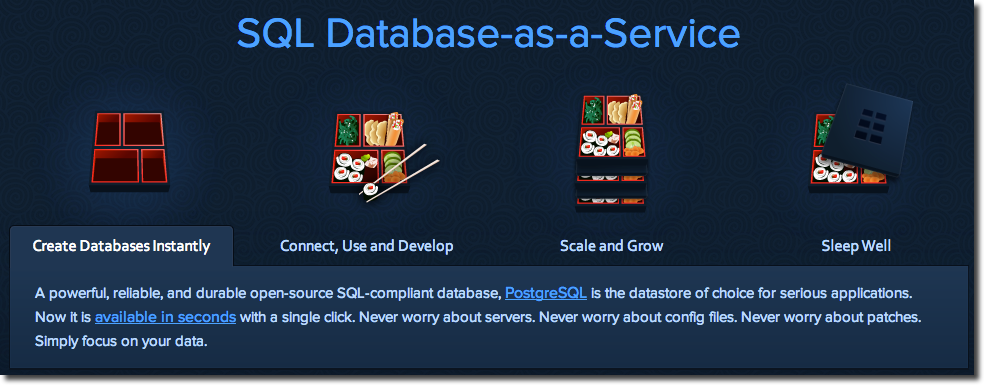 SQL Database-as-a-Service
Create Databases Instantly
Connect, Use and Develop
Scale and Grow
Sleep Well
A powerful, reliable, and durable open-source SQL-compliant database, PostgreSQL is the datastore of choice for serious applications.
Now it is available in seconds with a single click. Never worry about servers. Never worry about config files. Never worry about patches.
Simply focus on your data.